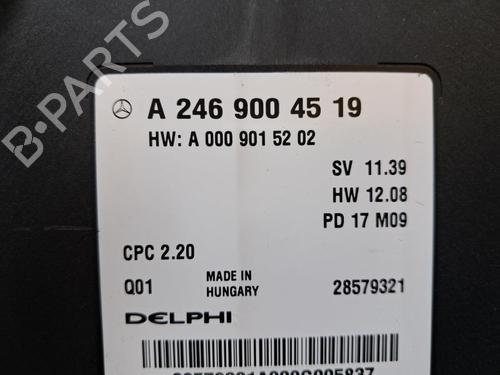 B-PARTS
A 246 900 45 19
HW: A 000 901 52 02
SV 11.39
HW 12.08
PD 17 M09
CPC 2.20
Q01 MADE IN HUNGARY 28579321
DELPHI